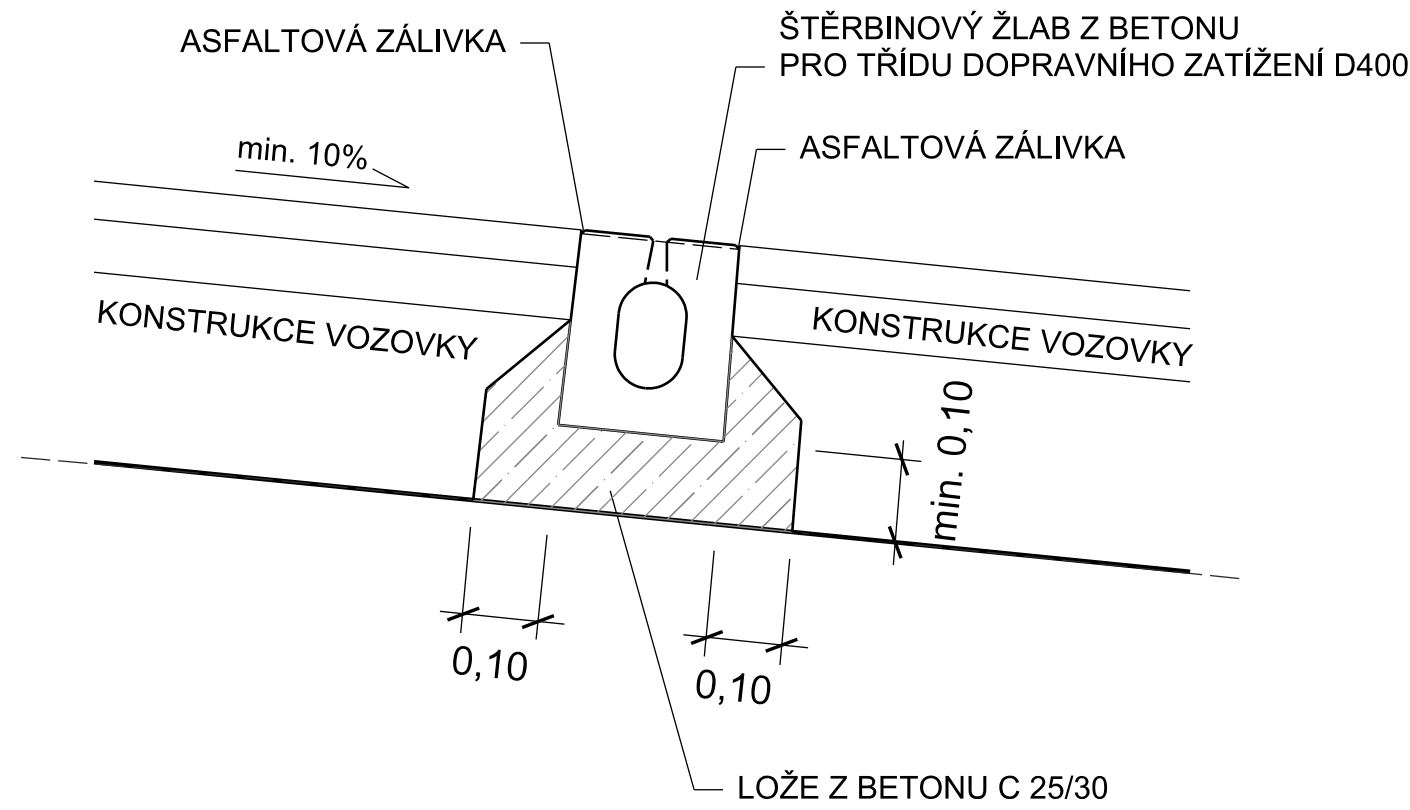 ASFALTOVÁ ZÁLIVKA
ŠTĚRBINOVÝ ŽLAB Z BETONU
PRO TŘÍDU DOPRAVNÍHO ZATÍŽENÍ D400
ASFALTOVÁ ZÁLIVKA
min. 10%
KONSTRUKCE VOZOVKY
KONSTRUKCE VOZOVKY
min. 0,10
0,10
0,10
LOŽE Z BETONU C 25/30